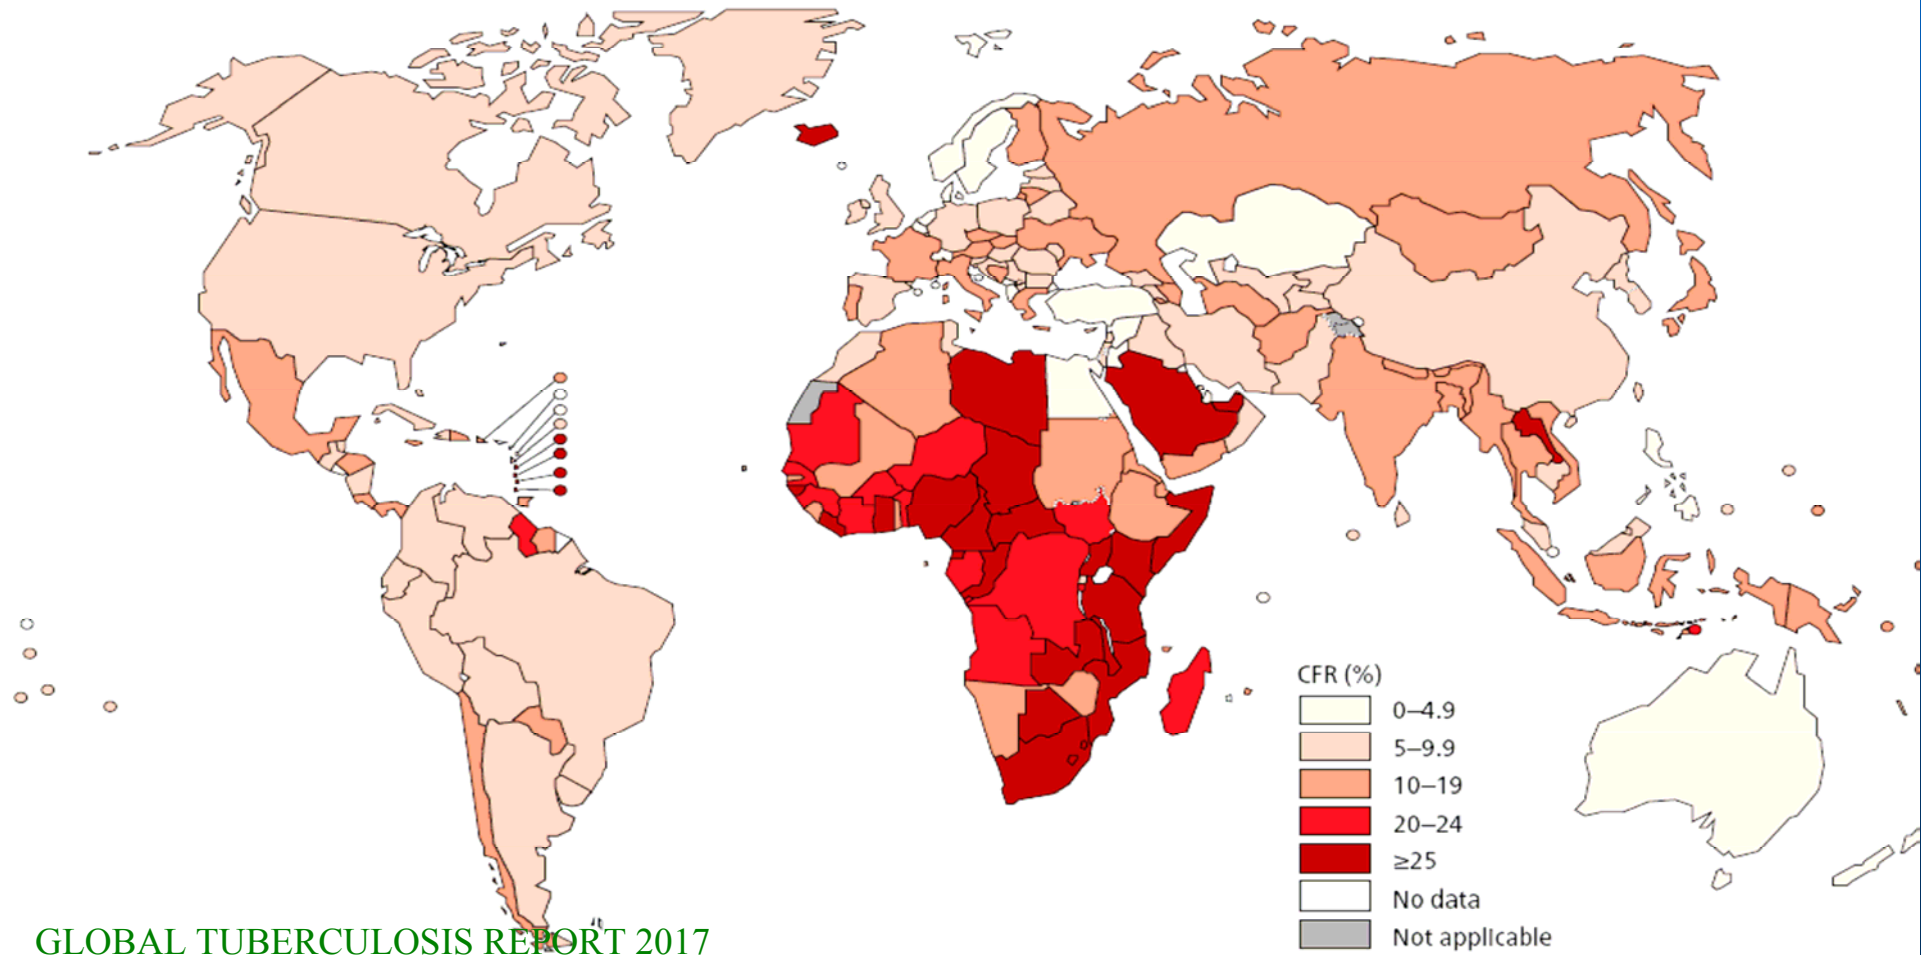 CFR (%)
0–4.9
5–9.9
10–19
20–24
≥25
No data
Not applicable
GLOBAL TUBERCULOSIS REPORT 2017